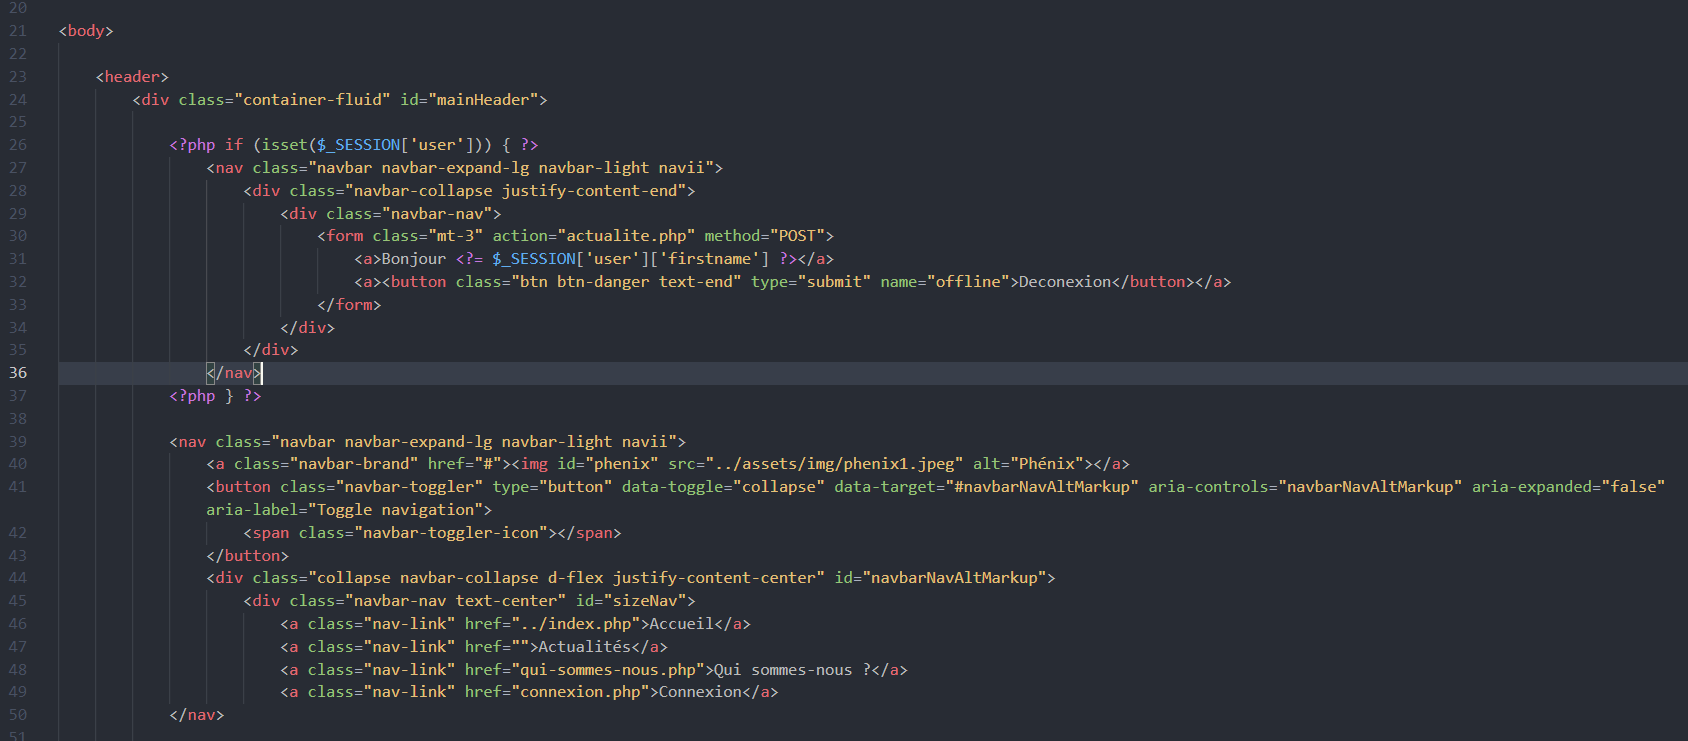 20
21 <body>
22
23 <header>
24 <div class="container-fluid" id="mainHeader">
25
26 <?php if (isset($_SESSION['user'])) { ?>
27 <nav class="navbar navbar-expand-lg navbar-light navii">
28 <div class="navbar-collapse justify-content-end">
29 <div class="navbar-nav">
30 <form class="mt-3" action="actualite.php" method="POST">
31 <a>Bonjour <?= $_SESSION['user']['firstname'] ?></a>
32 <a><button class="btn btn-danger text-end" type="submit" name="offline">Deconexion</button></a>
33 </form>
34 </div>
35 </div>
36 </nav>
37 <?php } ?>
38
39 <nav class="navbar navbar-expand-lg navbar-light navii">
40 <a class="navbar-brand" href="#"><img id="phenix" src="../assets/img/phenix1.jpeg" alt="Phénix"></a>
41 <button class="navbar-toggler" type="button" data-toggle="collapse" data-target="#navbarNavAltMarkup" aria-controls="navbarNavAltMarkup" aria-expanded="false"
aria-label="Toggle navigation">
42 <span class="navbar-toggler-icon"></span>
43 </button>
44 <div class="collapse navbar-collapse d-flex justify-content-center" id="navbarNavAltMarkup">
45 <div class="navbar-nav text-center" id="sizeNav">
46 <a class="nav-link" href="../index.php">Accueil</a>
47 <a class="nav-link" href="">Actualités</a>
48 <a class="nav-link" href="qui-sommes-nous.php">Qui sommes-nous ?</a>
49 <a class="nav-link" href="connexion.php">Connexion</a>
50 </nav>
51